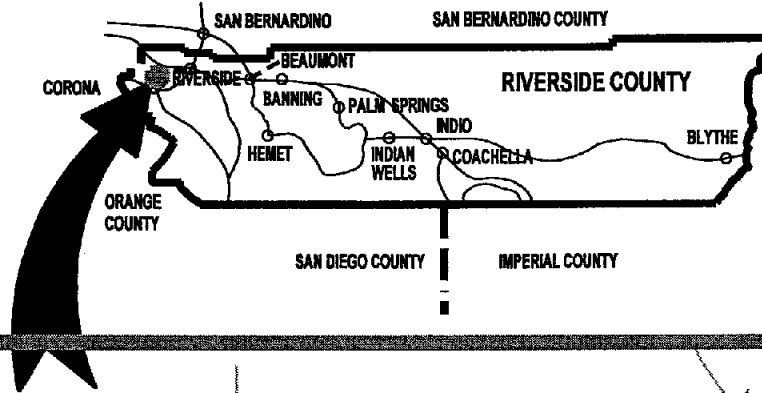 SAN BERNARDINO
SAN BERNARDINO COUNTY
BEAUMONT
RIVERSIDE
CORONA
BANNING
RIVERSIDE COUNTY
PALM SPRINGS
INDIO
BLYTHE
HEMET
INDIAN
WELLS
COACHELLA
ORANGE
COUNTY
SAN DIEGO COUNTY
IMPERIAL COUNTY